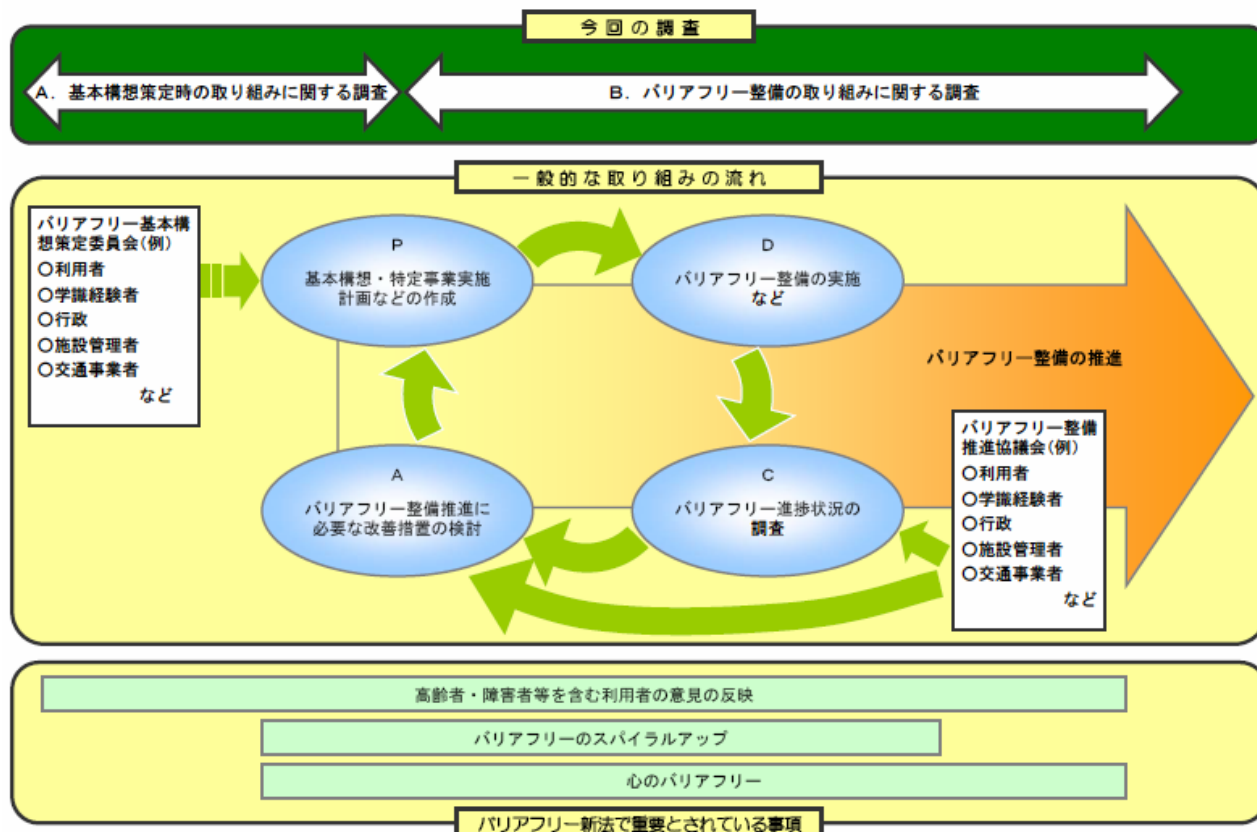 今回の調査
A．基本構想策定時の取り組みに関する調査
B．バリアフリー整備の取り組みに関する調査
一般的な取り組みの流れ
バリアフリー基本構
想策定委員会(例)
○利用者
○学識経験者
○行政
○施設管理者
○交通事業者
など
P
基本構想・特定事業実施
計画などの作成
D
バリアフリー整備の実施
など
バリアフリー整備の推進
A
バリアフリー整備推進に
必要な改善措置の検討
C
バリアフリー進捗状況の
調査
バリアフリー整備
推進協議会(例)
○利用者
○学識経験者
○行政
○施設管理者
○交通事業者
など
高齢者・障害者等を含む利用者の意見の反映
バリアフリーのスパイラルアップ
心のバリアフリー
バリアフリー新法で重要とされている事項